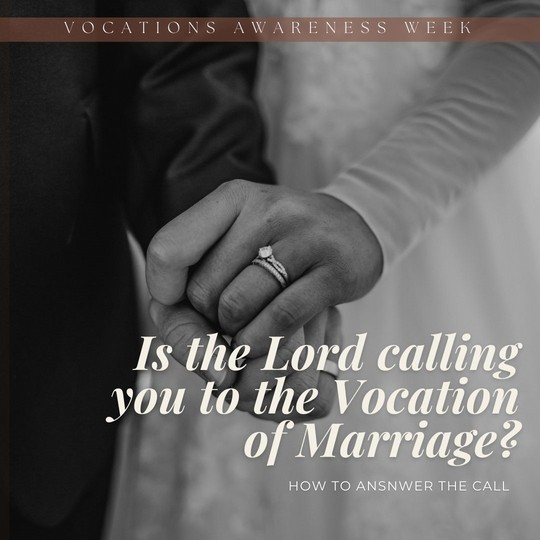 VOCATIONS AWARENESS WEEK
Is the Lord calling
you to the Vocation
of Marriage?
HOW TO ANSNWER THE CALL